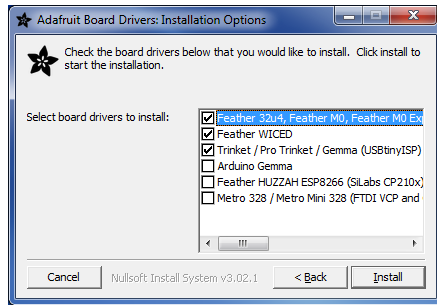 Adafruit Board Drivers: Installation Options
Check the board drivers below that you would like to install. Click install to
start the installation.
Select board drivers to install:
Feather 32u4, Feather M0, Feather M0 Exp
Feather WICED
Trinket / Pro Trinket / Gemma (USBtinyISP)
Arduino Gemma
Feather HUZZAH ESP8266 (SiLabs CP210x)
Metro 328 / Metro Mini 328 (FTDI VCP and
Cancel
Nullsoft Install System v3.02.1
< Back
Install